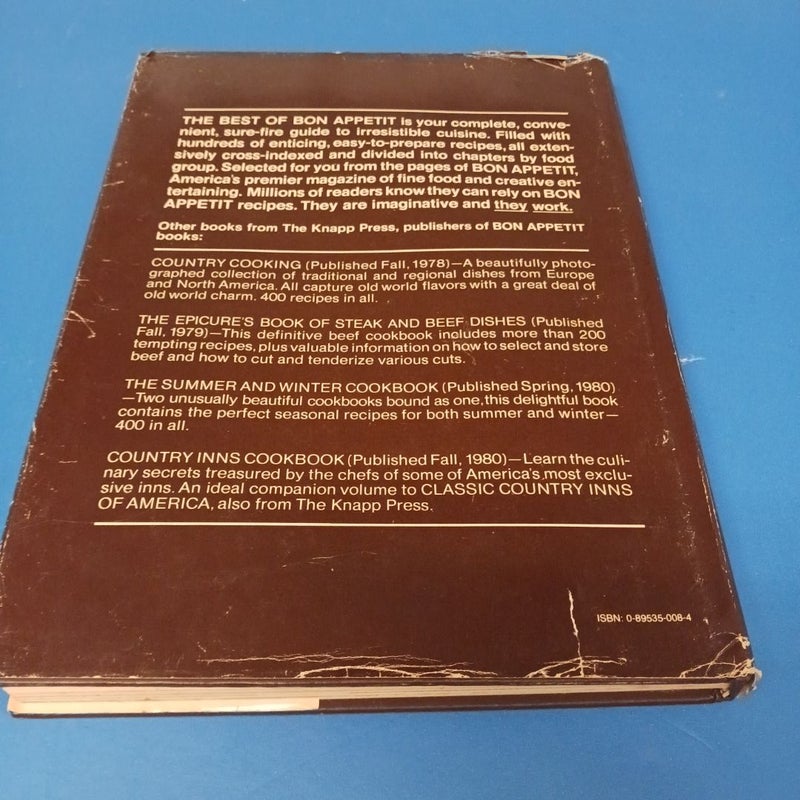 THE BEST OF BON APPETIT is your complete, conve-
nient, sure-fire guide to irresistible cuisine. Filled with
hundreds of enticing, easy-to-prepare recipes, all exten-
sively cross-indexed and divided into chapters by food
group. Selected for you from the pages of BON APPETIT,
America's premier magazine of fine food and creative en-
tertaining. Millions of readers know they can rely on BON
APPETIT recipes. They are imaginative and they work.
Other books from The Knapp Press, publishers of BON APPETIT
books:
COUNTRY COOKING (Published Fall, 1978)—A beautifully photo-
graphed collection of traditional and regional dishes from Europe
and North America. All capture old world flavors with a great deal of
old world charm. 400 recipes in all.
THE EPICURE'S BOOK OF STEAK AND BEEF DISHES (Published
Fall, 1979)—This definitive beef cookbook includes more than 200
tempting recipes, plus valuable information on how to select and store
beef and how to cut and tenderize various cuts.
THE SUMMER AND WINTER COOKBOOK (Published Spring, 1980)
—Two unusually beautiful cookbooks bound as one, this delightful book
contains the perfect seasonal recipes for both summer and winter—
400 in all.
COUNTRY INNS COOKBOOK (Published Fall, 1980)—Learn the culi-
nary secrets treasured by the chefs of some of America's most exclu-
sive inns. An ideal companion volume to CLASSIC COUNTRY INNS
OF AMERICA, also from The Knapp Press.
ISBN: 0-89535-008-4